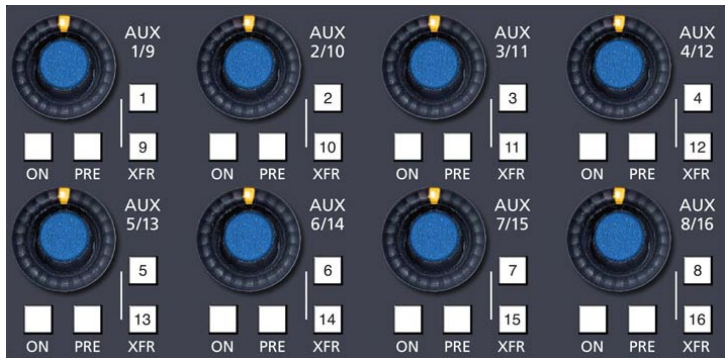 AUX
1/9
1
9
ON PRE XFR
AUX
2/10
2
10
ON PRE XFR
AUX
3/11
3
11
ON PRE XFR
AUX
4/12
4
12
ON PRE XFR
AUX
5/13
5
13
ON PRE XFR
AUX
6/14
6
14
ON PRE XFR
AUX
7/15
7
15
ON PRE XFR
AUX
8/16
8
16
ON PRE XFR